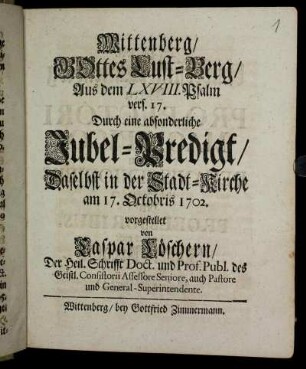 1
Wittenberg/
GOttes Lust-Berg/
Aus dem LXVIII. Psalm
vers. 17.
Durch eine absonderliche
Jubel-Predigt/
Daselbst in der Stadt-Kirche
am 17. Octobris 1702.
vorgestellet
von
Caspar Löschern/
Der Heil. Schrifft Doct. und Prof. Publ. des
Geistl. Consistorii Assessore Seniore, auch Pastore
und General-Superintendente.
Wittenberg/ bey Gottfried Zimmermann.